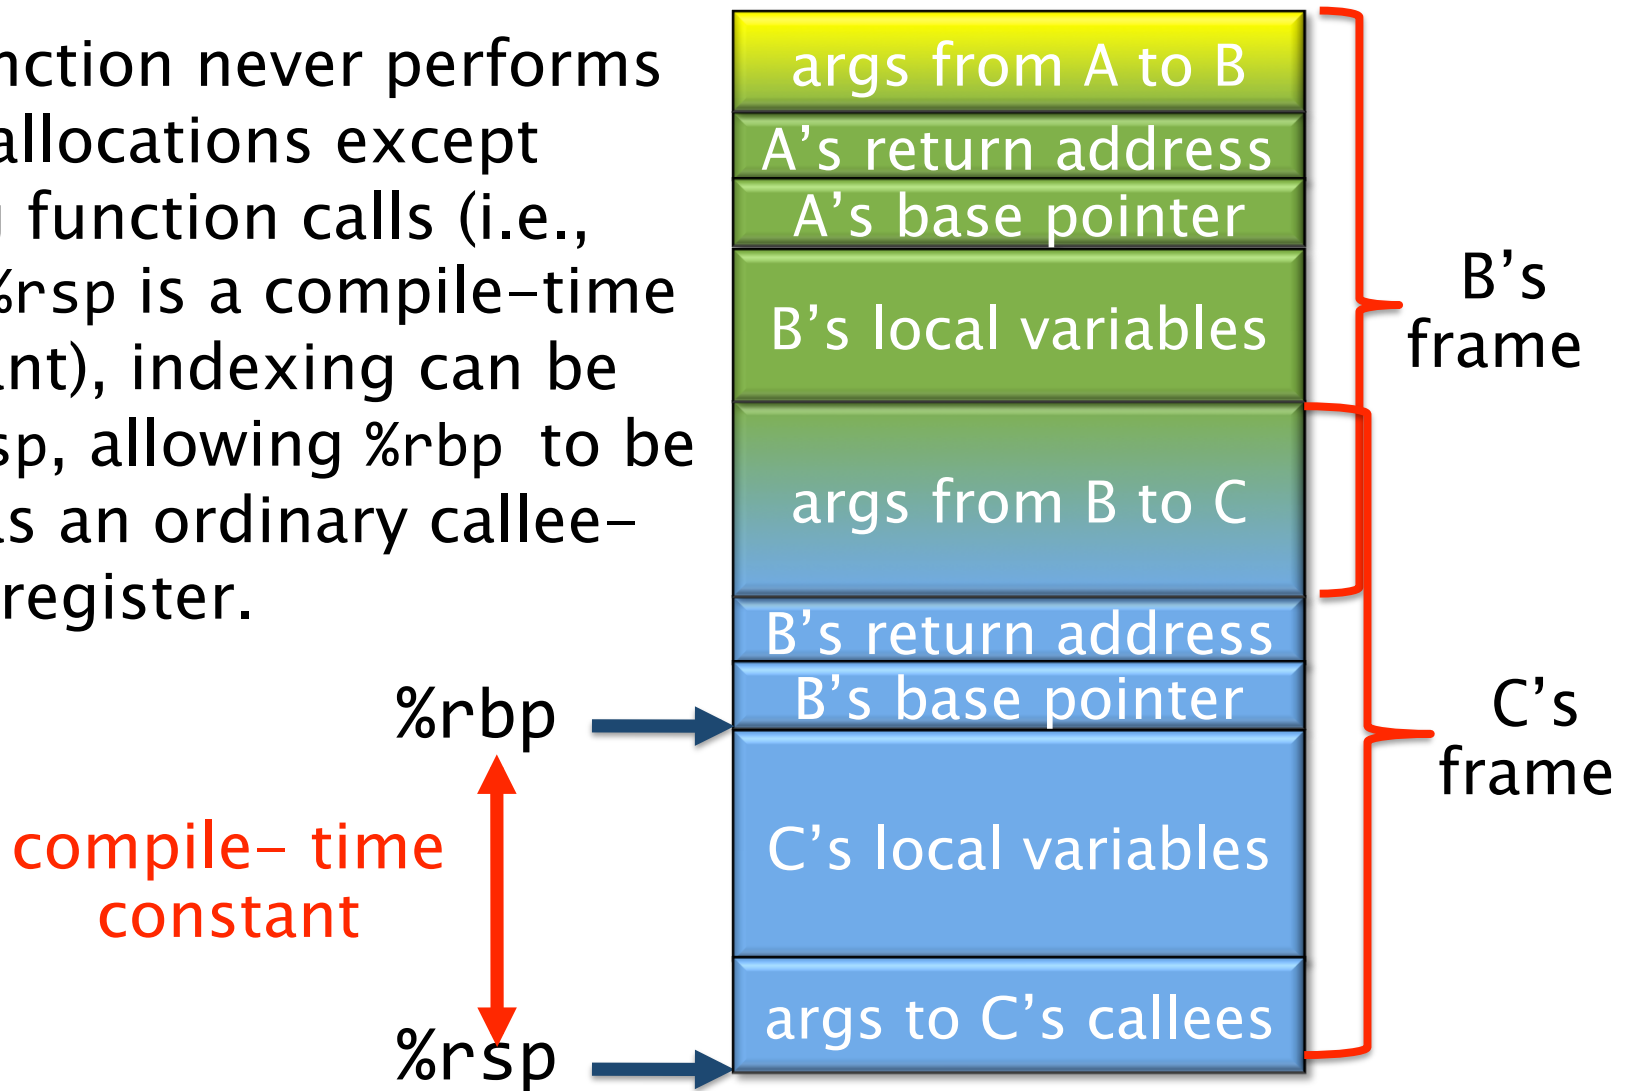 nction never performs
allocations except
function calls (i.e.,
%rsp is a compile-time
ant), indexing can be
sp, allowing %rbp to be
as an ordinary callee-
register.
args from A to B
A's return address
A's base pointer
B's local variables
args from B to C
B's return address
B's base pointer
C's local variables
args to C's callees
B's
frame
C's
frame
%rbp
compile- time
constant
%rsp